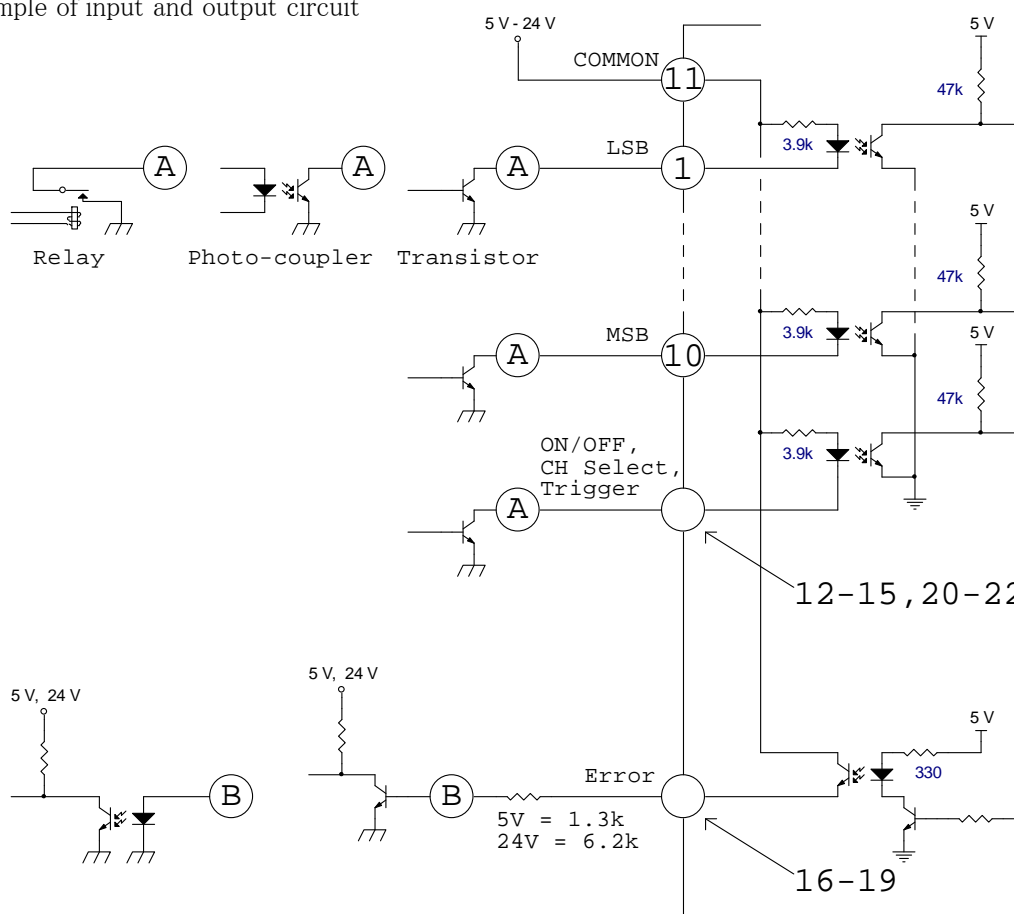 mple of input and output circuit
5 V - 24 V
5 V
COMMON
11
47k
3.9k
LSB
A
A
A
1
Relay
Photo-coupler
Transistor
5 V
47k
3.9k
MSB
A
10
5 V
47k
3.9k
ON/OFF,
CH Select,
Trigger
A
12-15,20-22
5 V, 24 V
5 V, 24 V
5 V
330
Error
B
B
5V = 1.3k
24V = 6.2k
16-19